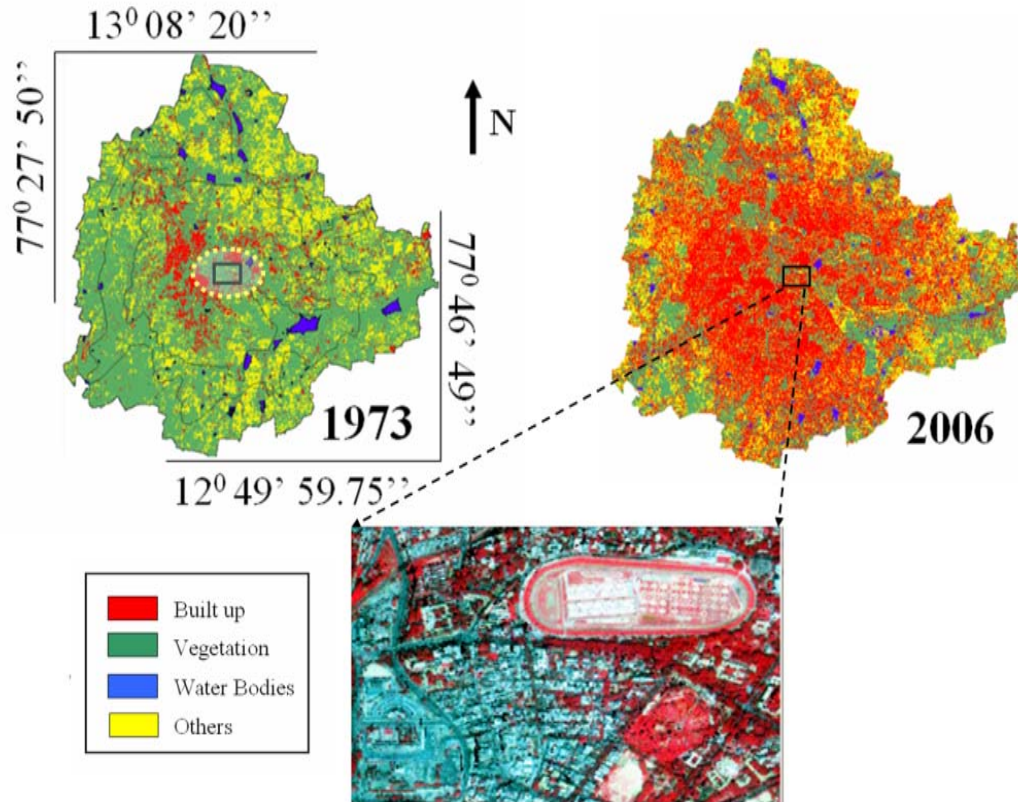 13⁰ 08’ 20’’
77⁰ 27’ 50’’
N
77⁰ 46’ 49’’
1973
2006
12⁰ 49’ 59.75’’
Built up
Vegetation
Water Bodies
Others